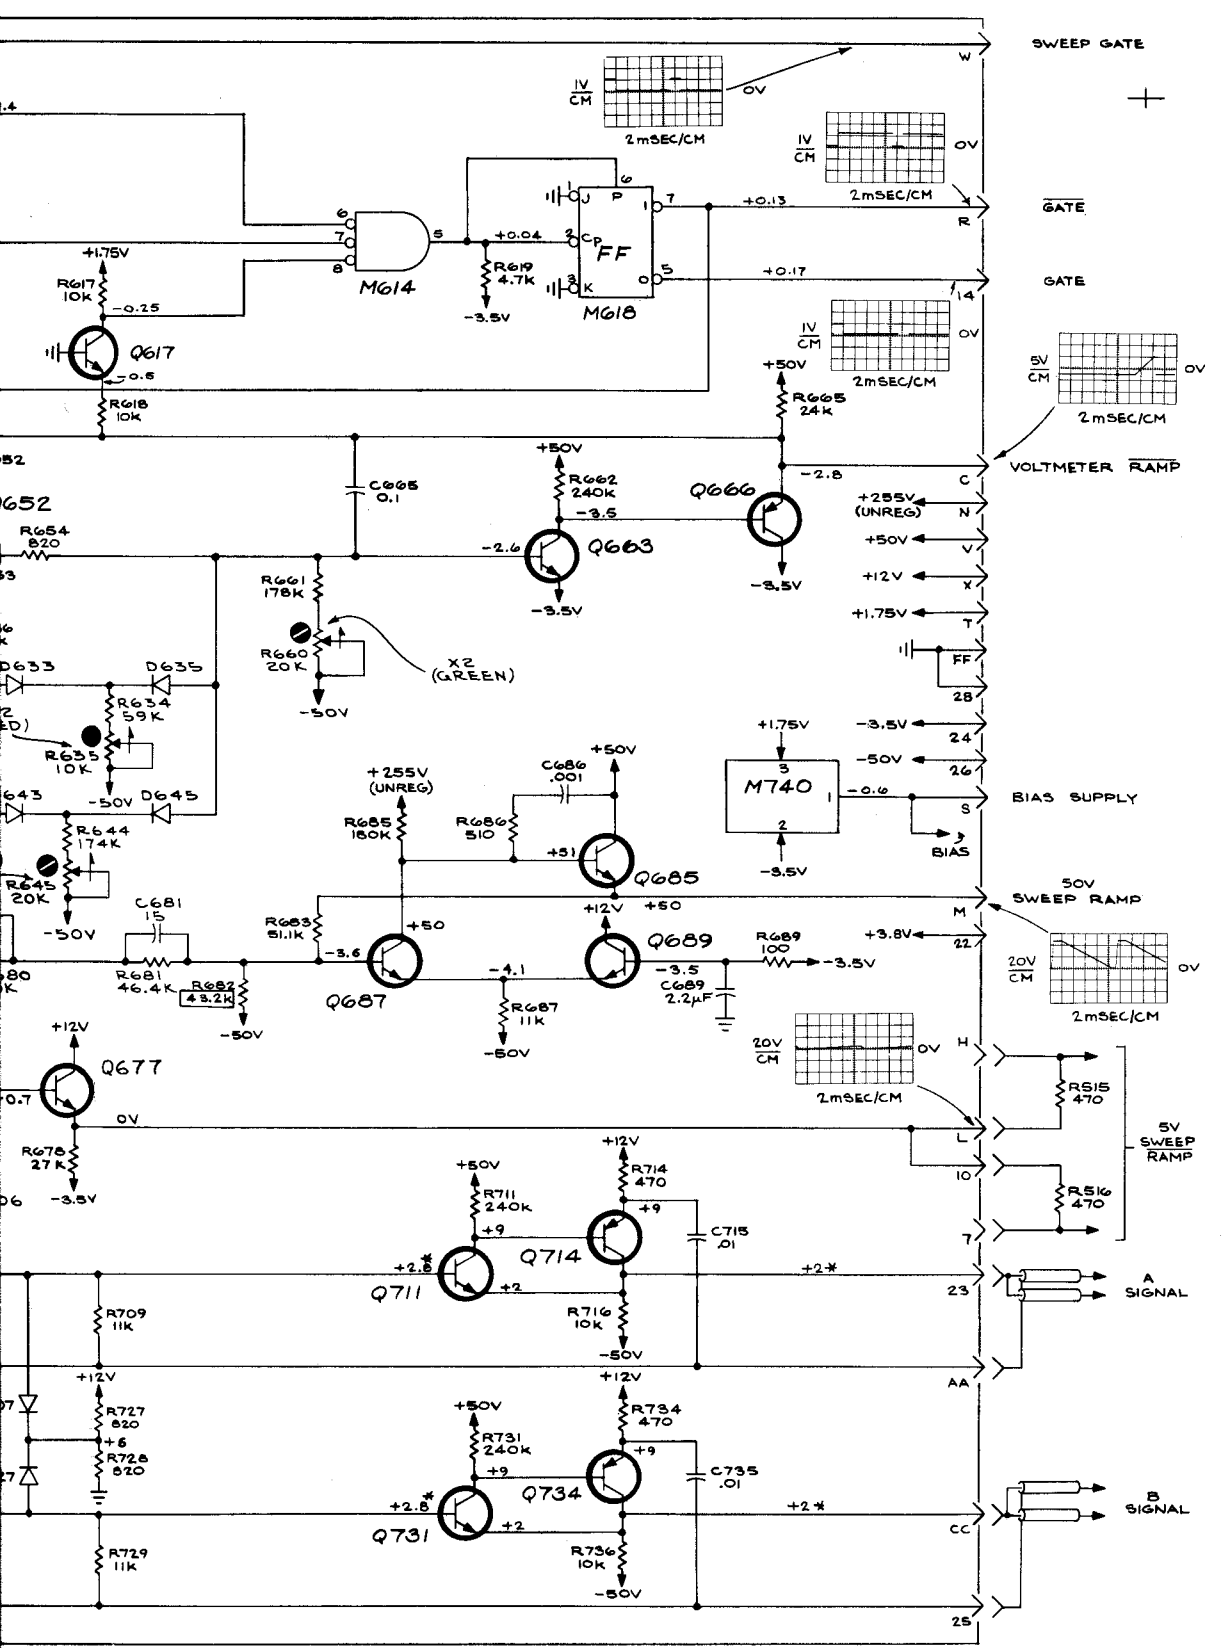 W
SWEEP GATE
1V
CM
0V
2mSEC/CM
1V
CM
0V
2mSEC/CM
6
P
1
J
7
1
+0.13
R
GATE
6
7
8
5
+0.04
2
CP
FF
5
0
+0.17
14
GATE
3
K
M614
R619
4.7K
-3.5V
M618
+1.75V
R617
10K
-0.25
Q617
-0.5
R618
10K
1V
CM
0V
2mSEC/CM
5V
CM
0V
2mSEC/CM
+50V
R665
24K
-2.8
C
VOLTMETER RAMP
C665
0.1
+50V
R662
240K
-3.5
Q666
-3.5V
R654
820
-2.6
Q663
-3.5V
+255V
(UNREG)
N
+50V
V
+12V
X
+1.75V
T
FF
28
-3.5V
24
-50V
26
R661
178K
R660
20K
X2
(GREEN)
-50V
D633
D635
R634
59K
R635
10K
-50V
D645
R644
174K
R645
20K
-50V
+1.75V
3
M740
1
-0.6
S
BIAS SUPPLY
2
BIAS
-3.5V
+255V
(UNREG)
R685
180K
C686
.001
+50V
R686
510
+51
Q685
+50
M
50V
SWEEP RAMP
C681
15
R681
46.4K
R682
43.2K
-50V
R683
51.1K
-3.6
+50
Q687
-4.1
R687
11K
-50V
+12V
Q689
-3.5
R689
100
-3.5V
C689
2.2µF
+3.8V
22
20V
CM
0V
2mSEC/CM
20V
CM
0V
2mSEC/CM
+12V
Q677
+0.7
0V
R678
27K
-3.5V
H
R515
470
L
10
R516
470
7
5V
SWEEP
RAMP
+50V
R711
240K
+9
+12V
R714
470
+9
C715
.01
Q714
+2.8*
Q711
+2
+2*
23
A
SIGNAL
R709
11K
R716
10K
-50V
AA
+12V
R727
820
+6
R728
820
+50V
R731
240K
+9
+12V
R734
470
+9
C735
.01
Q734
+2.8*
Q731
+2
+2*
CC
B
SIGNAL
R729
11K
R736
10K
-50V
25